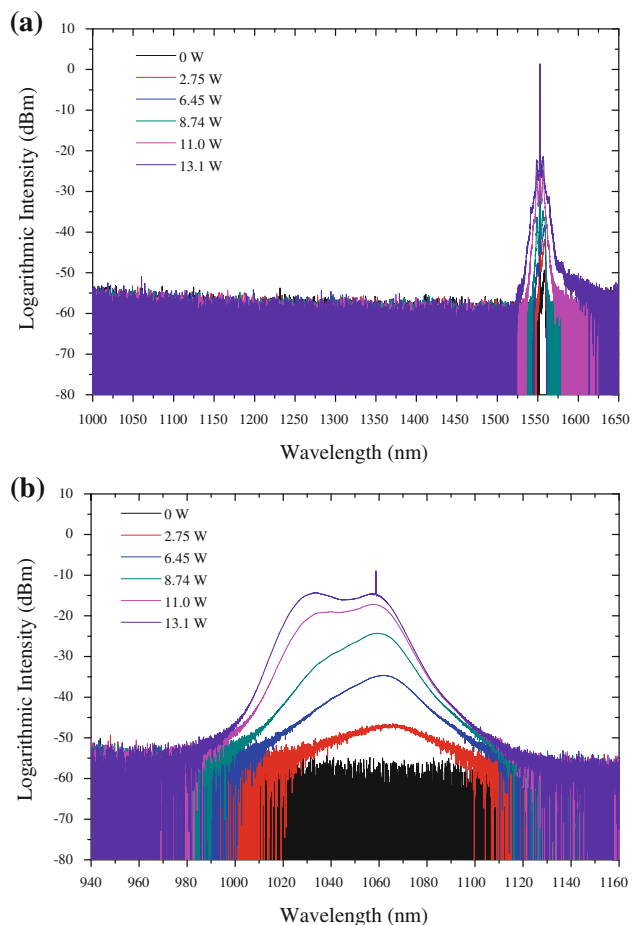 (a)
10
0
-10
-20
-30
-40
-50
-60
-70
-80
Logarithmic Intensity (dBm)
0 W
2.75 W
6.45 W
8.74 W
11.0 W
13.1 W
1000 1050 1100 1150 1200 1250 1300 1350 1400 1450 1500 1550 1600 1650
Wavelength (nm)
(b)
10
0
-10
-20
-30
-40
-50
-60
-70
-80
Logarithmic Intensity (dBm)
0 W
2.75 W
6.45 W
8.74 W
11.0 W
13.1 W
940 960 980 1000 1020 1040 1060 1080 1100 1120 1140 1160
Wavelength (nm)